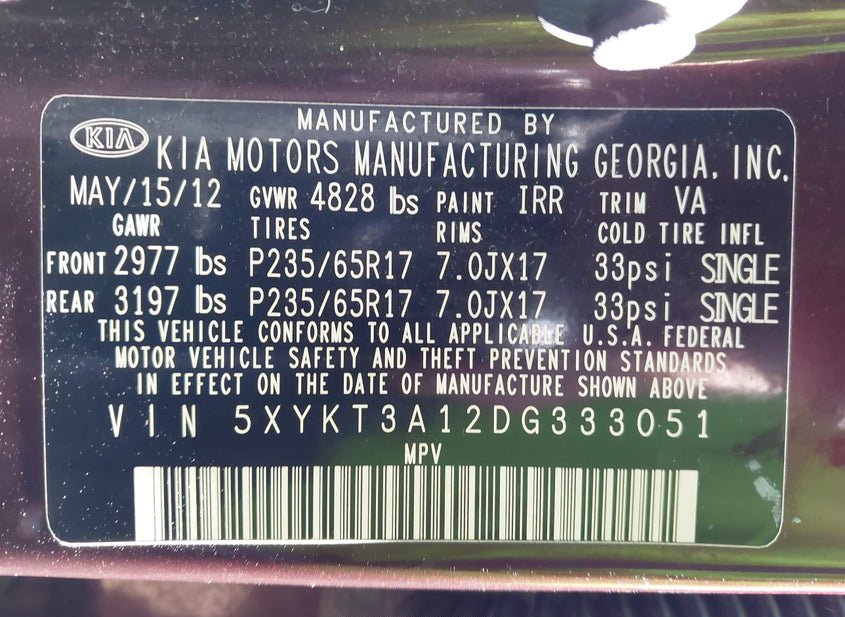 MANUFACTURED BY
KIA KIA MOTORS MANUFACTURING GEORGIA, INC.
MAY/15/12 GVWR 4828 lbs PAINT IRR TRIM VA
GAWR TIRES RIMS COLD TIRE INFL
FRONT 2977 lbs P235/65R17 7.0JX17 33psi SINGLE
REAR 3197 lbs P235/65R17 7.0JX17 33psi SINGLE
THIS VEHICLE CONFORMS TO ALL APPLICABLE U.S.A. FEDERAL
MOTOR VEHICLE SAFETY AND THEFT PREVENTION STANDARDS
IN EFFECT ON THE DATE OF MANUFACTURE SHOWN ABOVE
VIN 5XYKT3A12DG333051
MPV